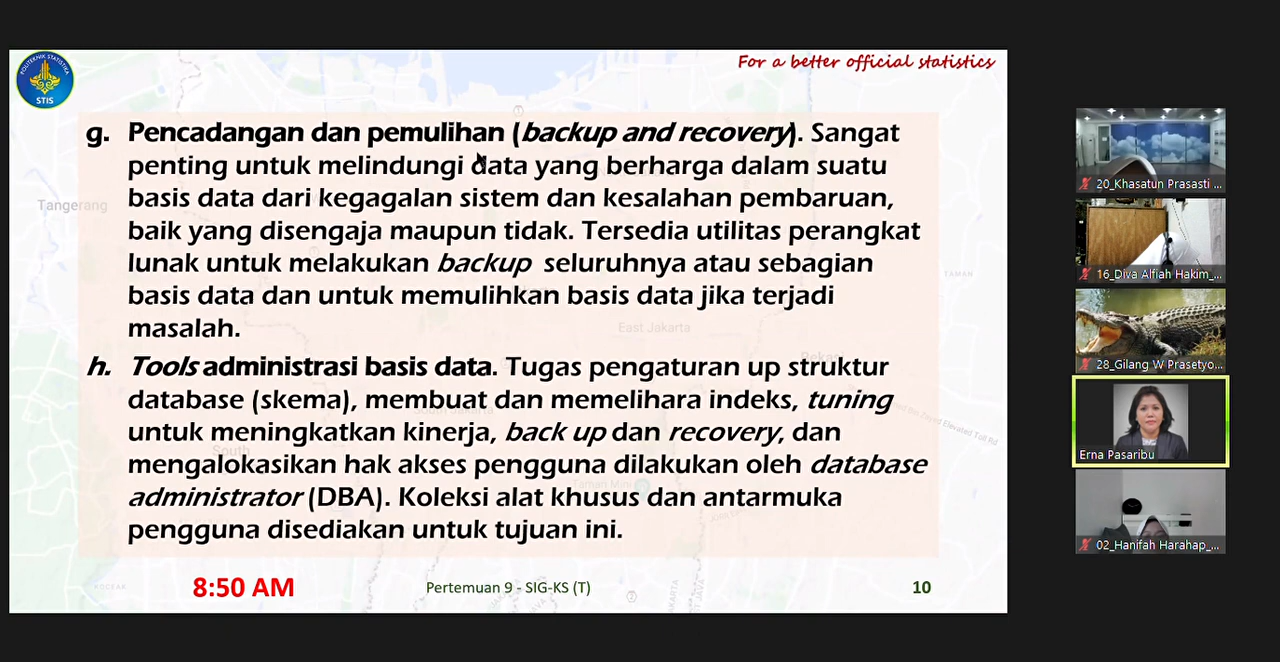 POLITEKNIK STATISTIKA
STIS
For a better official statistics
g. Pencadangan dan pemulihan (backup and recovery). Sangat
penting untuk melindungi data yang berharga dalam suatu
basis data dari kegagalan sistem dan kesalahan pembaruan,
baik yang disengaja maupun tidak. Tersedia utilitas perangkat
lunak untuk melakukan backup seluruhnya atau sebagian
basis data dan untuk memulihkan basis data jika terjadi
masalah.
h. Tools administrasi basis data. Tugas pengaturan up struktur
database (skema), membuat dan memelihara indeks, tuning
untuk meningkatkan kinerja, back up dan recovery, dan
mengalokasikan hak akses pengguna dilakukan oleh database
administrator (DBA). Koleksi alat khusus dan antarmuka
pengguna disediakan untuk tujuan ini.
Tangerang
TAMAN
East Jakarta
South
8:50 AM
Pertemuan 9 - SIG-KS (T)
10
20_Khasatun Prasasti ...
16_Diva Alfiah Hakim_...
28_Gilang W Prasetyo...
Erna Pasaribu
02_Hanifah Harahap_...